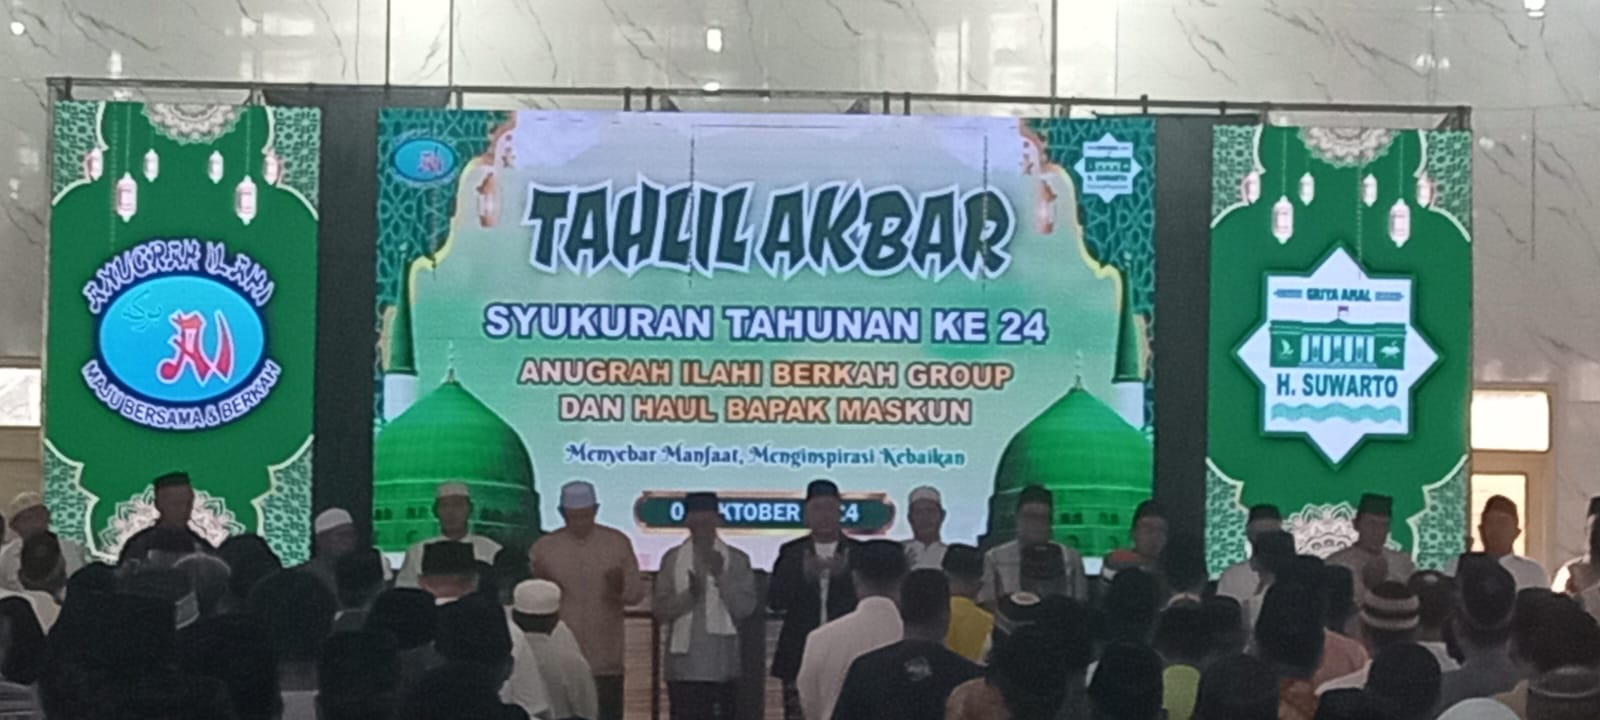 ANUGRAH ILAHI
AI
MAJU BERSAMA & BERKAH
TAHLIL AKBAR
SYUKURAN TAHUNAN KE 24
ANUGRAH ILAHI BERKAH GROUP
DAN HAUL BAPAK MASKUN
Menyebar Manfaat, Menginspirasi Kebaikan
GRIYA AMAL
H. SUWARTO